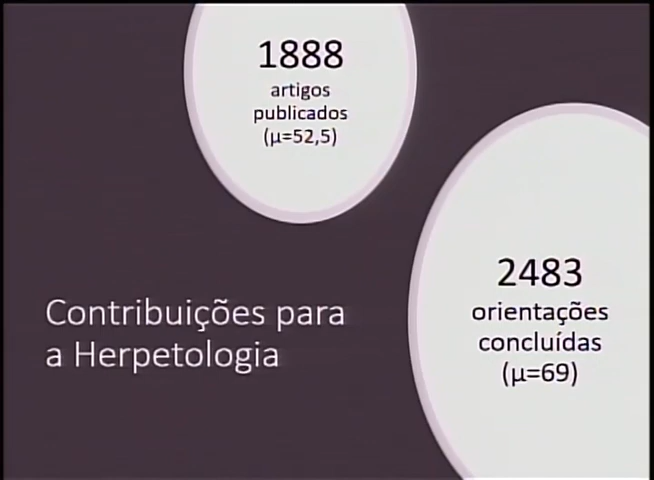 1888
artigos
publicados
(μ=52,5)
2483
orientações
concluídas
(μ=69)
Contribuições para
a Herpetologia